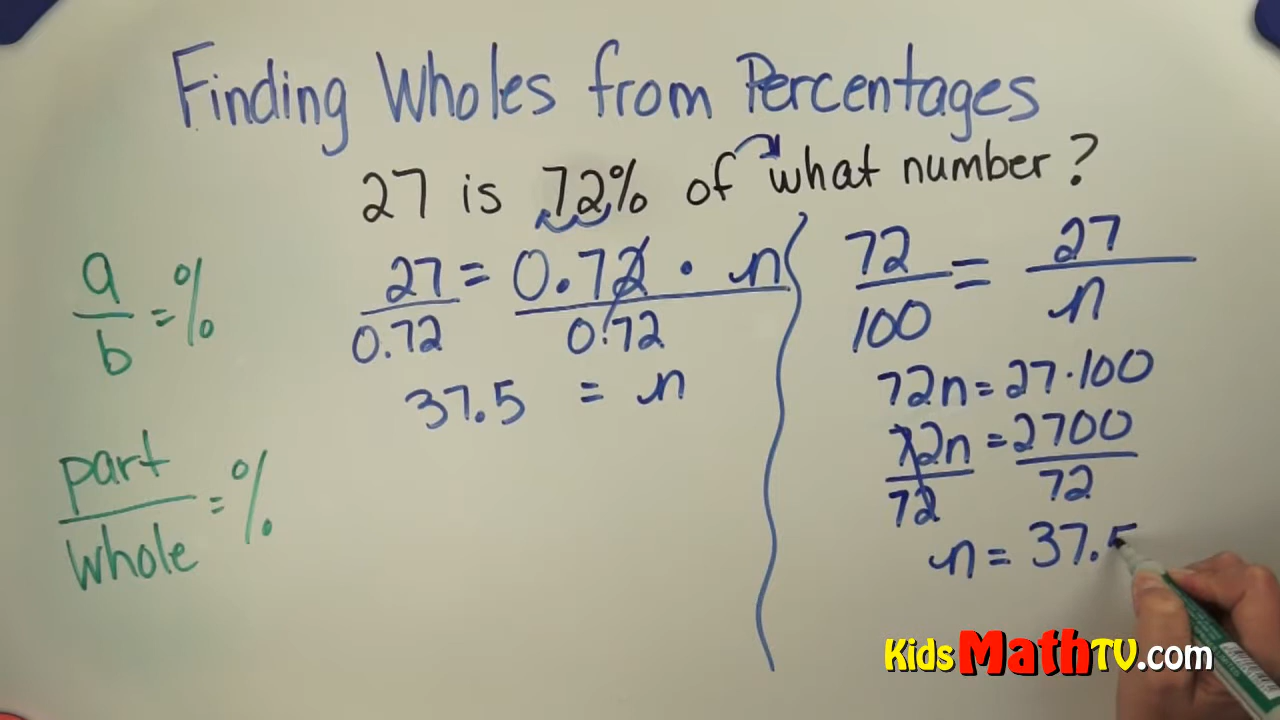 Finding Wholes from Percentages
27 is 72% of what number?
a/b = %
part/whole = %
27/0.72 = 0.72 · n/0.72
37.5 = n
72/100 = 27/n
72n = 27·100
72n/72 = 2700/72
n = 37.5
KidsMathTV.com